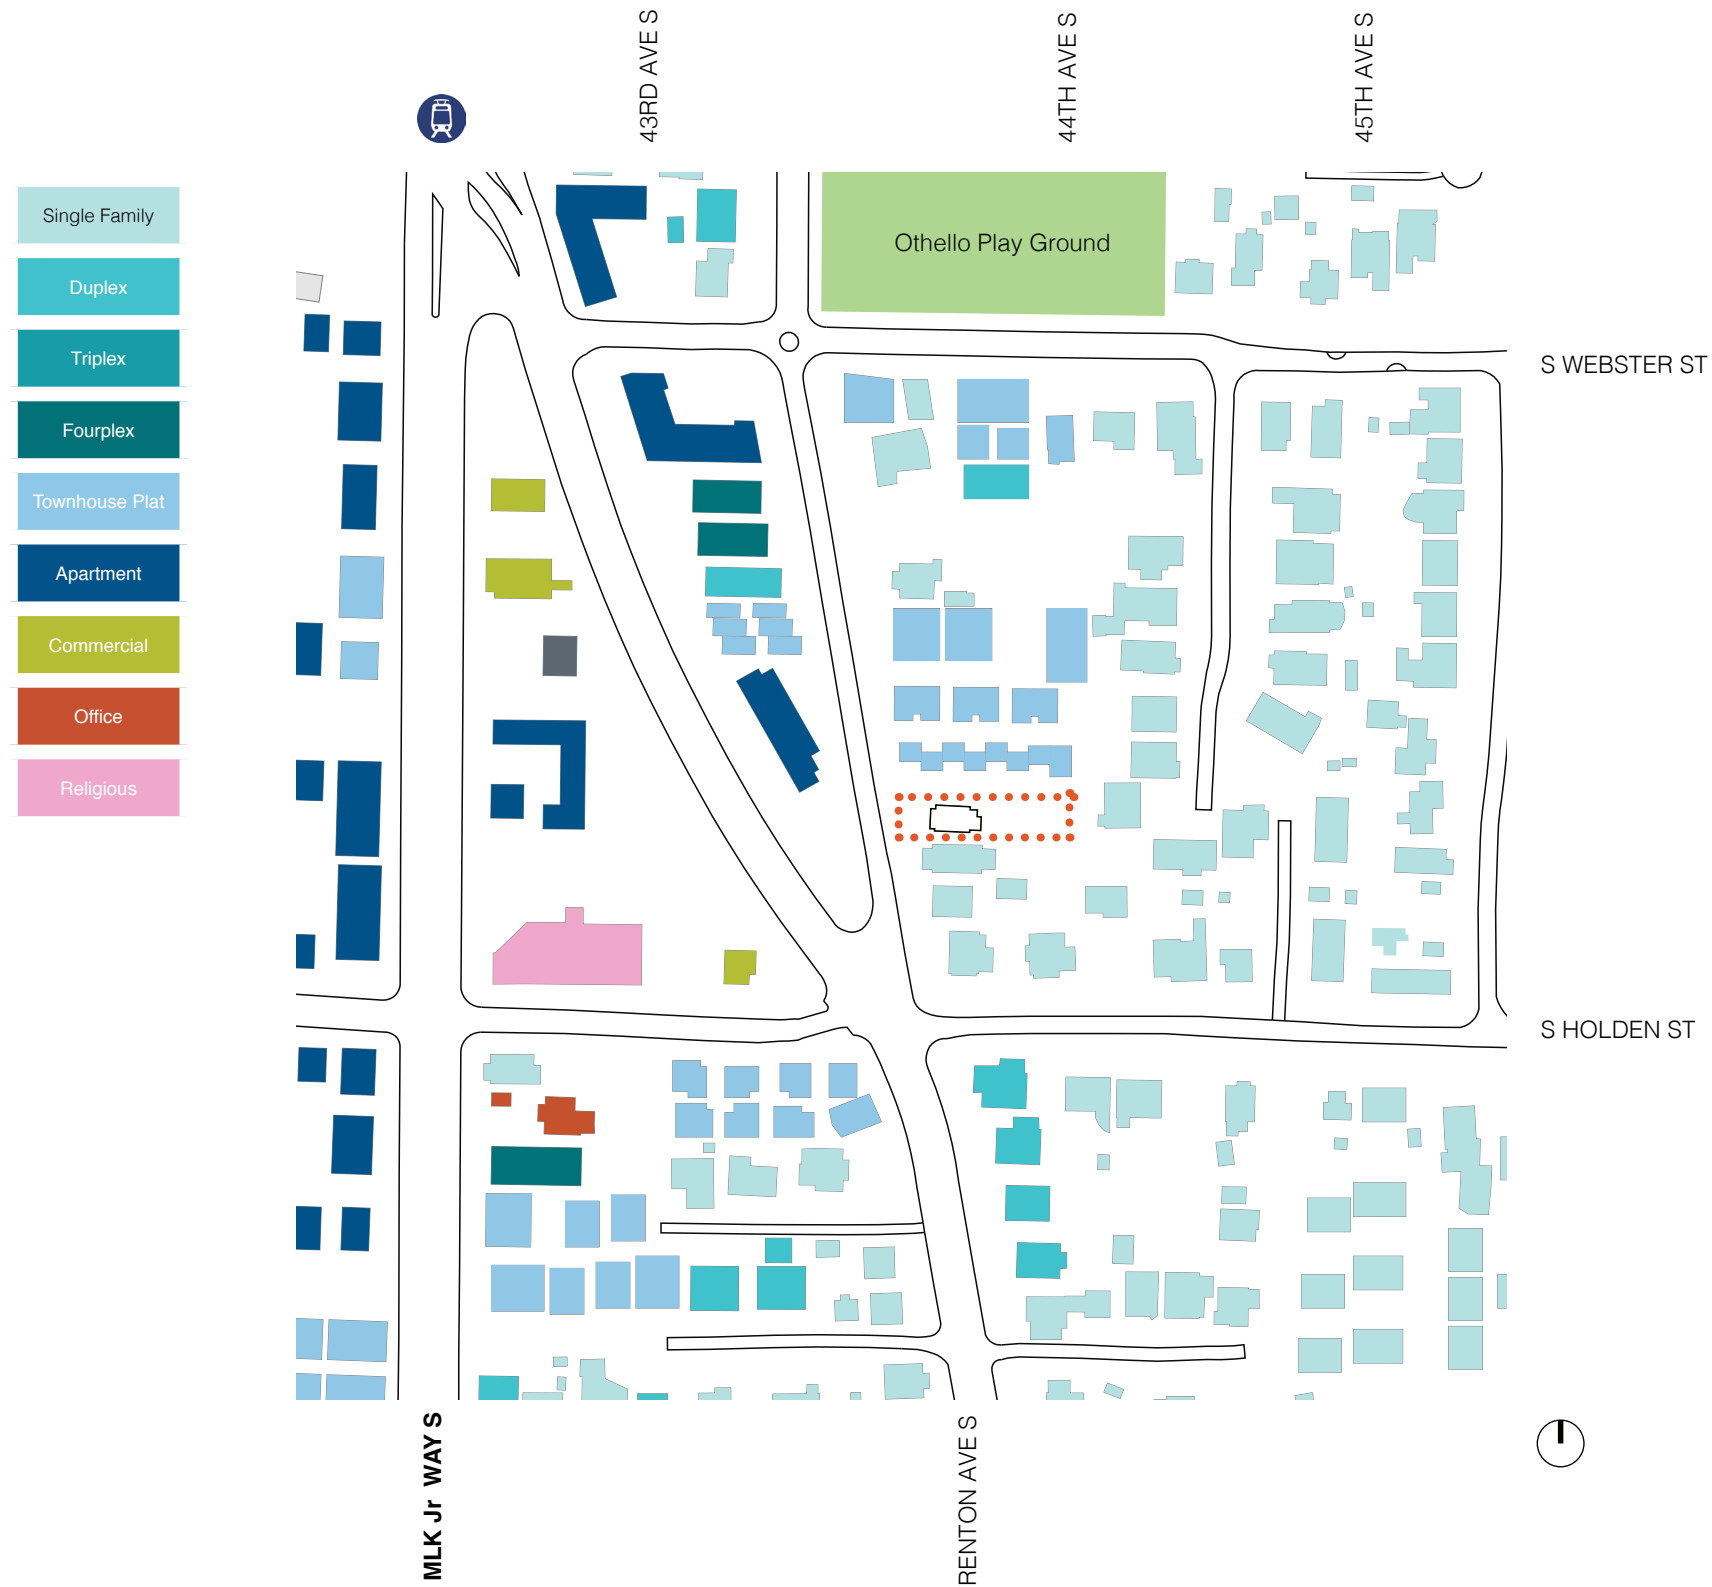 43RD AVE S
44TH AVE S
45TH AVE S
Single Family
Duplex
Triplex
Fourplex
Townhouse Plat
Apartment
Commercial
Office
Religious
Othello Play Ground
S WEBSTER ST
S HOLDEN ST
MLK Jr WAY S
RENTON AVE S